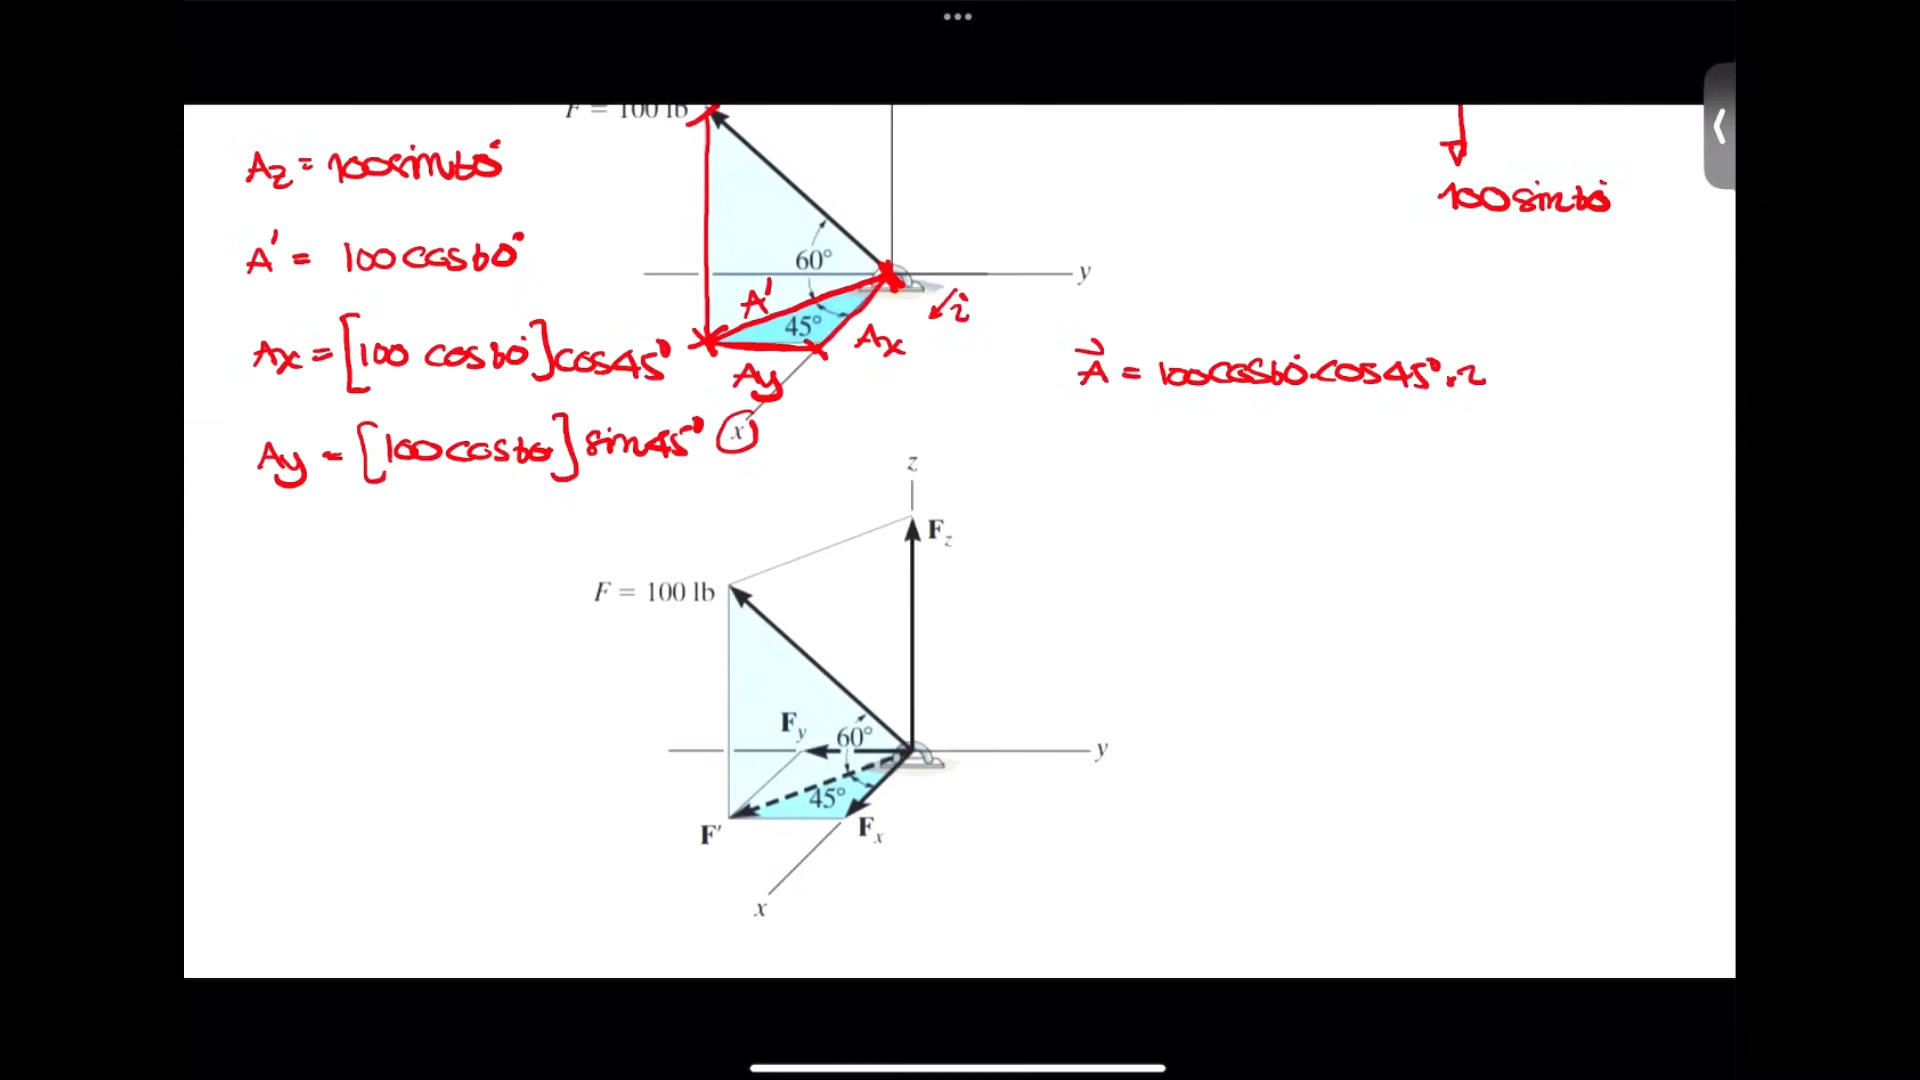 F = 100 lb
Az = 100sin60°
100sin60°
A' = 100cos60°
60°
y
A'
i
45°
Ax
Ax = [100 cos60°]cos45°
Ay
A⃗ = 100cos60°.cos45°.i
Ay = [100cos60°]sin45°
x
z
Fz
F = 100 lb
Fy
60°
y
45°
F'
Fx
x